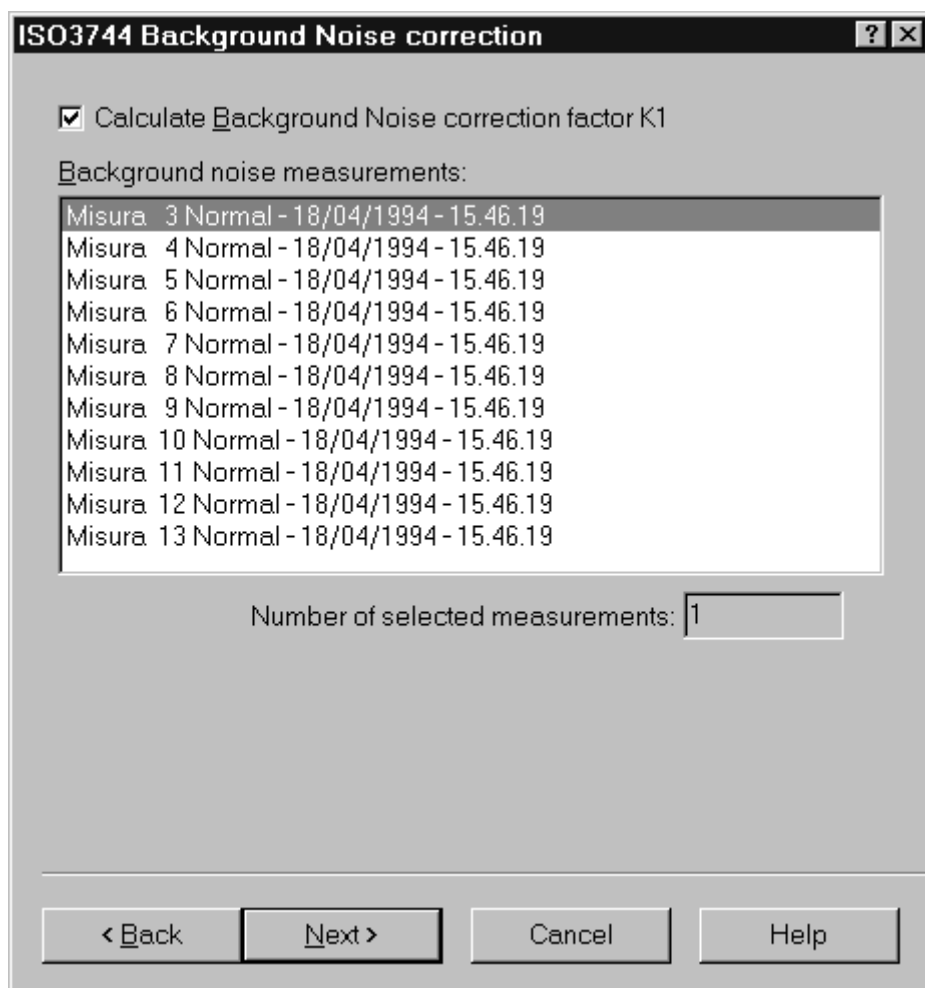 ISO3744 Background Noise correction ? ×
Calculate Background Noise correction factor K1
Background noise measurements:
Misura 3 Normal - 18/04/1994 - 15.46.19
Misura 4 Normal - 18/04/1994 - 15.46.19
Misura 5 Normal - 18/04/1994 - 15.46.19
Misura 6 Normal - 18/04/1994 - 15.46.19
Misura 7 Normal - 18/04/1994 - 15.46.19
Misura 8 Normal - 18/04/1994 - 15.46.19
Misura 9 Normal - 18/04/1994 - 15.46.19
Misura 10 Normal - 18/04/1994 - 15.46.19
Misura 11 Normal - 18/04/1994 - 15.46.19
Misura 12 Normal - 18/04/1994 - 15.46.19
Misura 13 Normal - 18/04/1994 - 15.46.19
Number of selected measurements: 1
< Back Next > Cancel Help